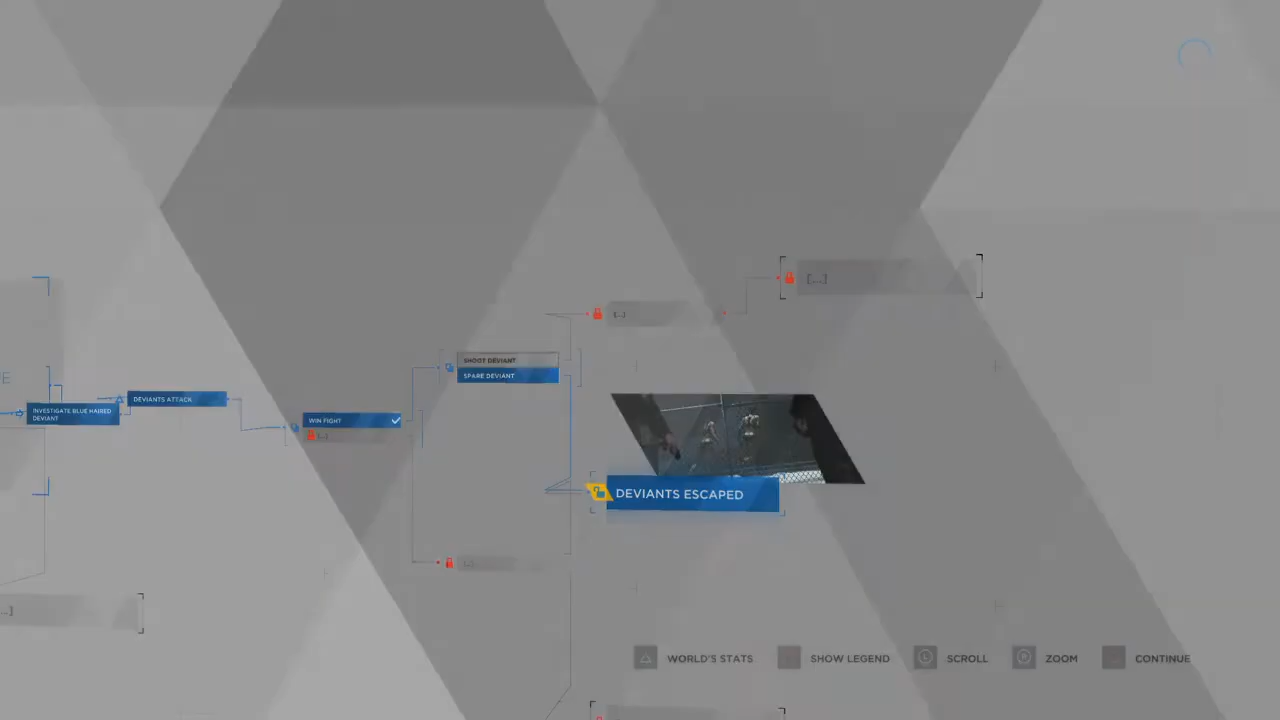 [...]
[...]
SHOOT DEVIANT
SPARE DEVIANT
E
DEVIANTS ATTACK
INVESTIGATE BLUE HAIRED
DEVIANT
WIN FIGHT
[...]
DEVIANTS ESCAPED
[...]
...]
WORLD'S STATS
SHOW LEGEND
L
SCROLL
R
ZOOM
CONTINUE